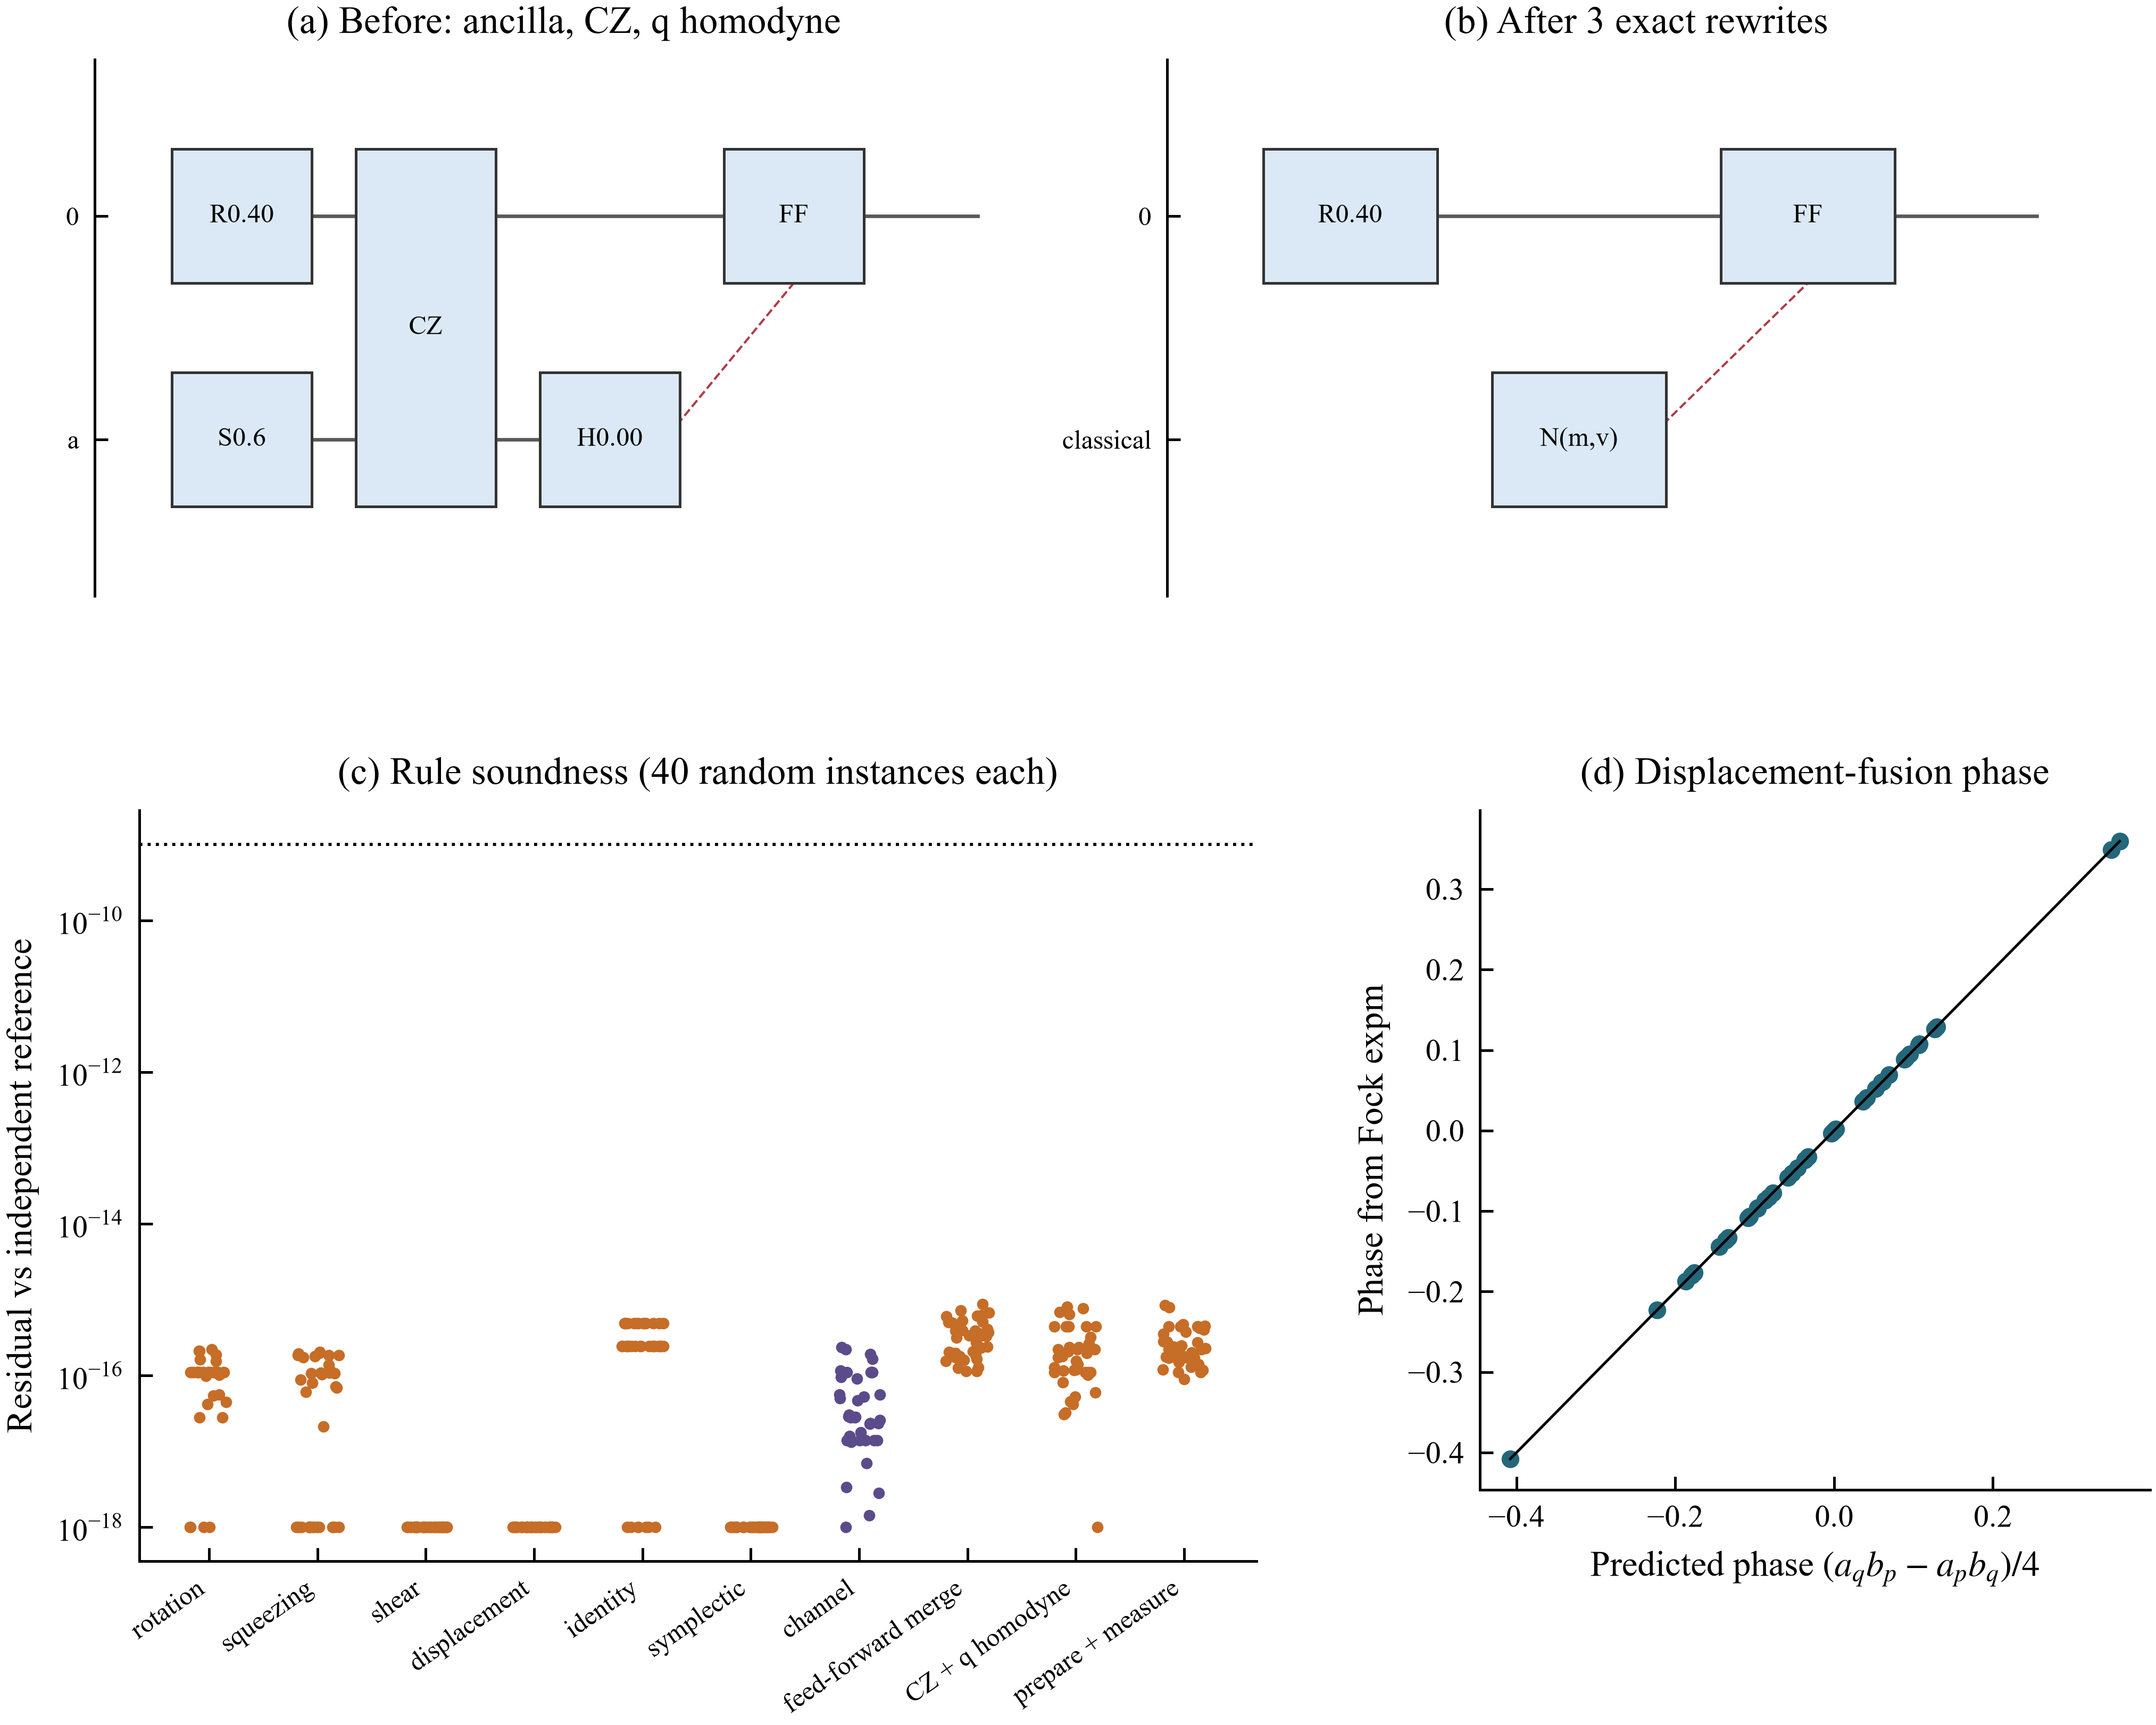 (a) Before: ancilla, CZ, q homodyne
0
a
R0.40
S0.6
CZ
H0.00
FF
(b) After 3 exact rewrites
0
classical
R0.40
N(m,v)
FF
(c) Rule soundness (40 random instances each)
Residual vs independent reference
10⁻¹⁰
10⁻¹²
10⁻¹⁴
10⁻¹⁶
10⁻¹⁸
rotation
squeezing
shear
displacement
identity
symplectic
channel
feed-forward merge
CZ + q homodyne
prepare + measure
(d) Displacement-fusion phase
Phase from Fock expm
0.3
0.2
0.1
0.0
−0.1
−0.2
−0.3
−0.4
−0.4
−0.2
0.0
0.2
Predicted phase (a_q b_p − a_p b_q)/4